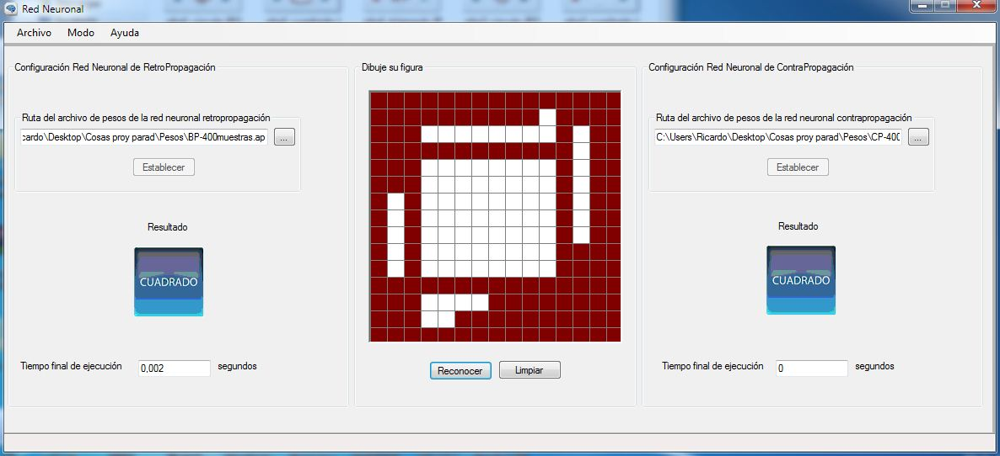 Red Neuronal
Archivo Modo Ayuda
Configuración Red Neuronal de RetroPropagación
Ruta del archivo de pesos de la red neuronal retropropagación
cardo\Desktop\Cosas proy parad\Pesos\BP-400muestras.ap
...
Establecer
Resultado
CUADRADO
Tiempo final de ejecución 0,002 segundos
Dibuje su figura
Reconocer Limpiar
Configuración Red Neuronal de ContraPropagación
Ruta del archivo de pesos de la red neuronal contrapropagación
C:\Users\Ricardo\Desktop\Cosas proy parad\Pesos\CP-400
...
Establecer
Resultado
CUADRADO
Tiempo final de ejecución 0 segundos